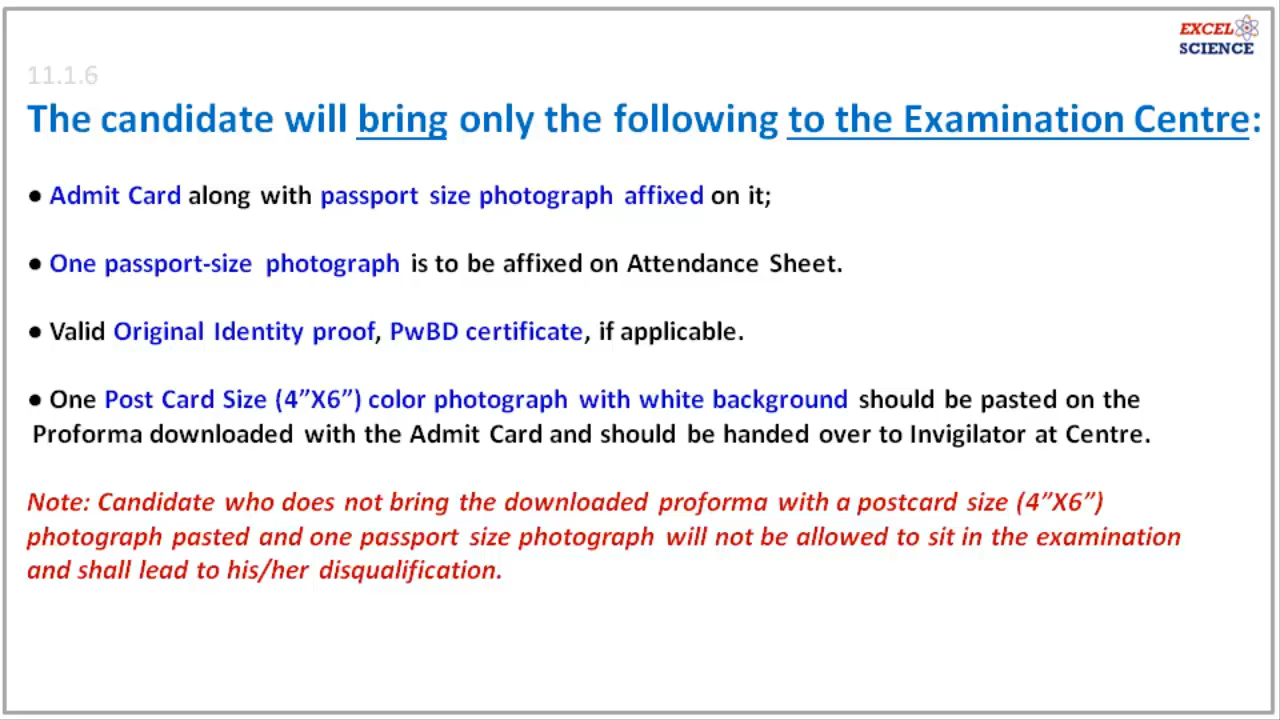 EXCEL
SCIENCE
11.1.6
The candidate will bring only the following to the Examination Centre:
● Admit Card along with passport size photograph affixed on it;
● One passport-size photograph is to be affixed on Attendance Sheet.
● Valid Original Identity proof, PwBD certificate, if applicable.
● One Post Card Size (4”X6”) color photograph with white background should be pasted on the
Proforma downloaded with the Admit Card and should be handed over to Invigilator at Centre.
Note: Candidate who does not bring the downloaded proforma with a postcard size (4”X6”)
photograph pasted and one passport size photograph will not be allowed to sit in the examination
and shall lead to his/her disqualification.